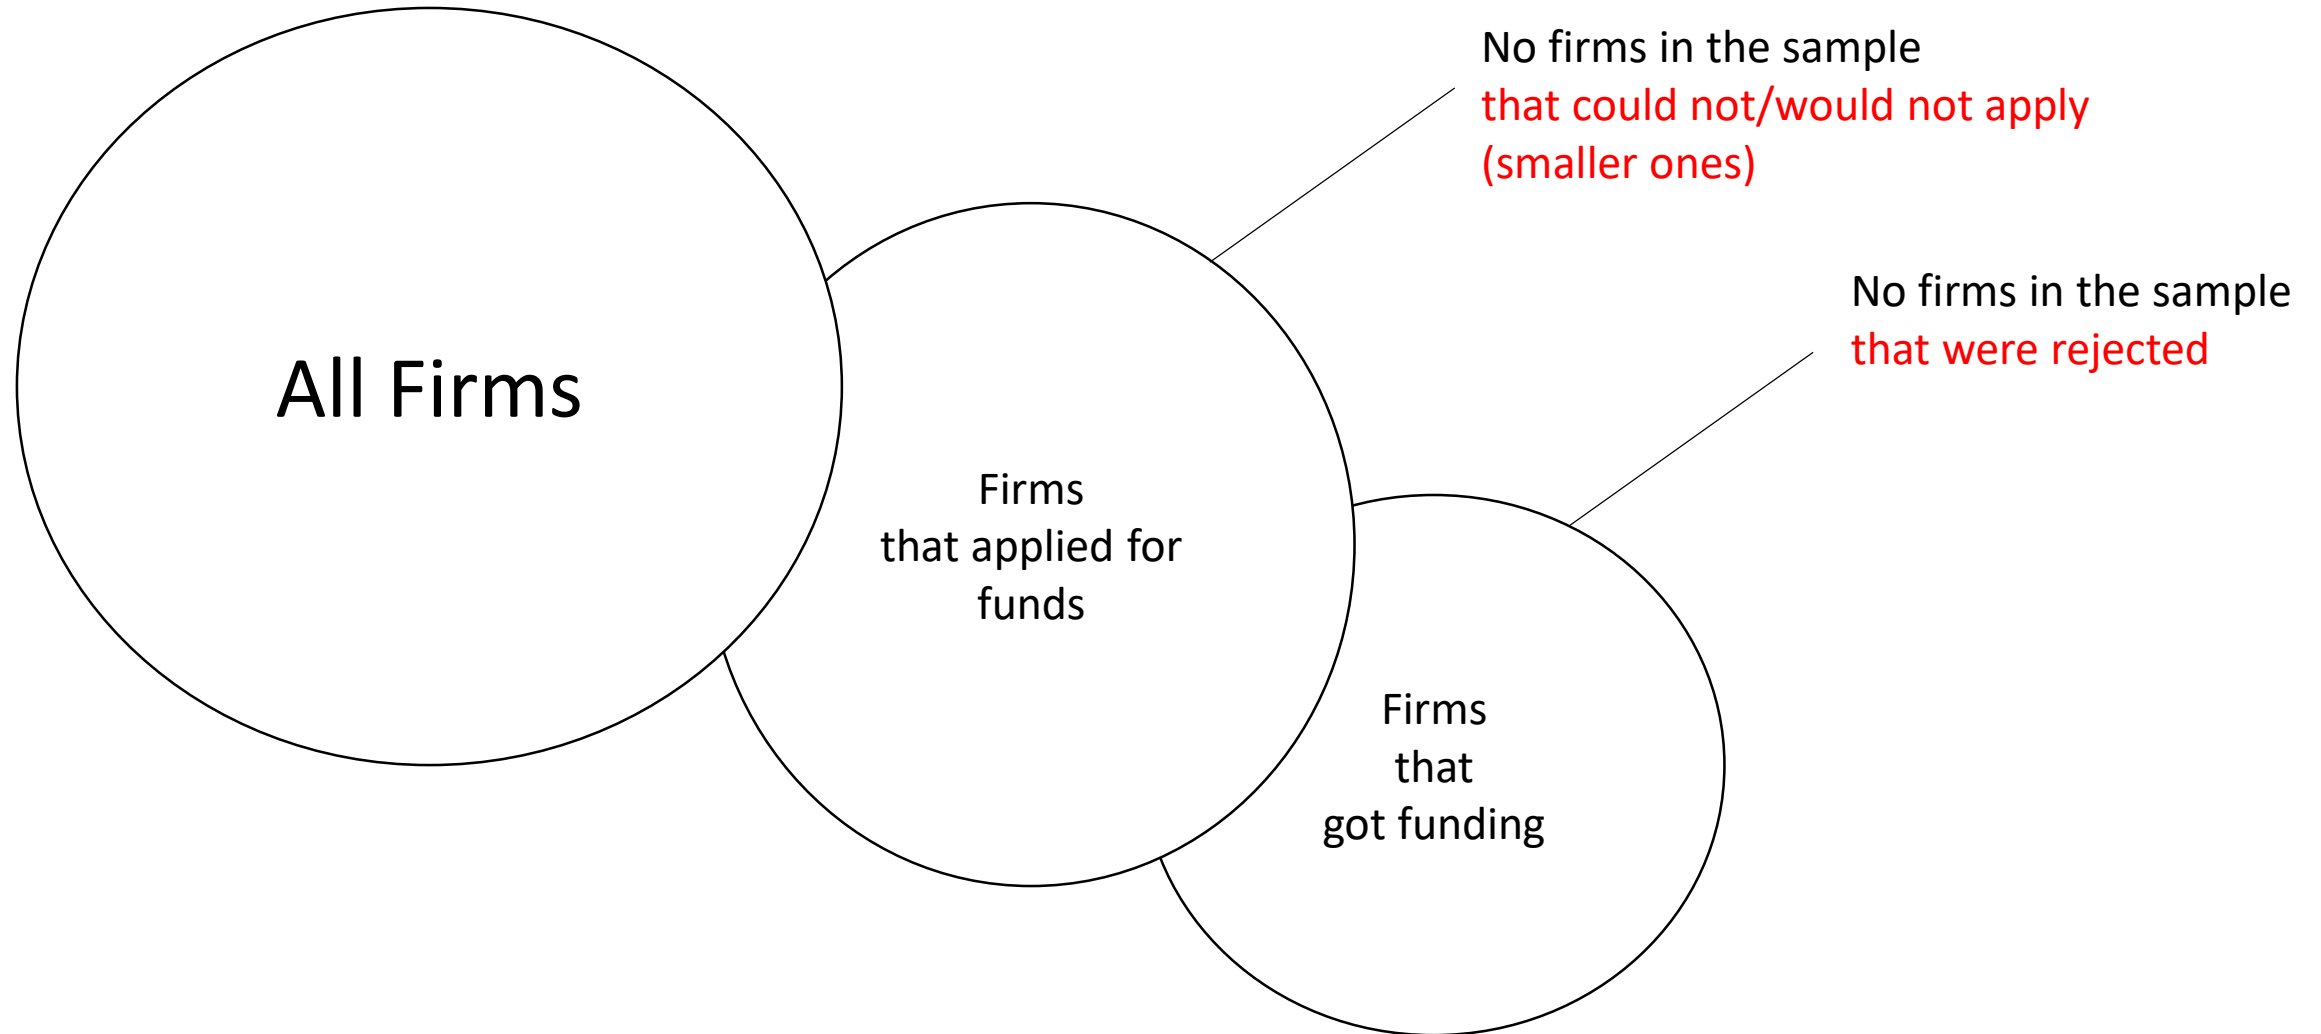 No firms in the sample
that could not/would not apply
(smaller ones)
No firms in the sample
that were rejected
All Firms
Firms
that applied for
funds
Firms
that
got funding